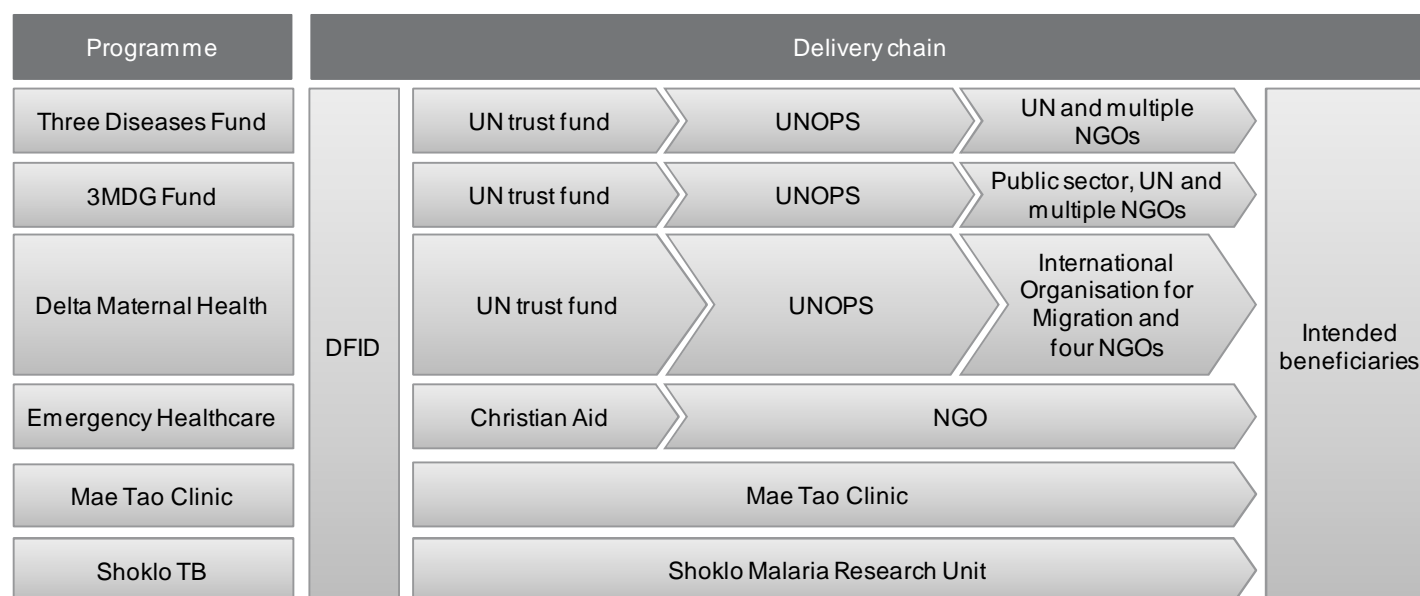 Programme
Delivery chain
Three Diseases Fund
UN trust fund
UNOPS
UN and multiple
NGOs
3MDG Fund
UN trust fund
UNOPS
Public sector, UN and
multiple NGOs
Delta Maternal Health
DFID
UN trust fund
UNOPS
International
Organisation for
Migration and
four NGOs
Intended
beneficiaries
Emergency Healthcare
Christian Aid
NGO
Mae Tao Clinic
Mae Tao Clinic
Shoklo TB
Shoklo Malaria Research Unit